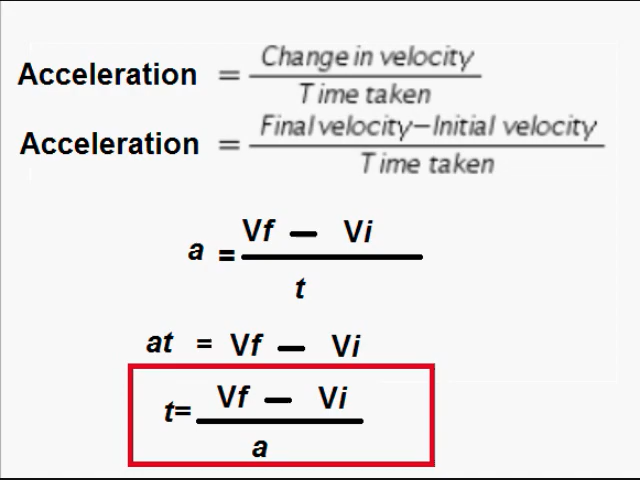 Acceleration = Change in velocity / Time taken
Acceleration = Final velocity − Initial velocity / Time taken
a = Vf − Vi / t
at = Vf − Vi
t= Vf − Vi / a